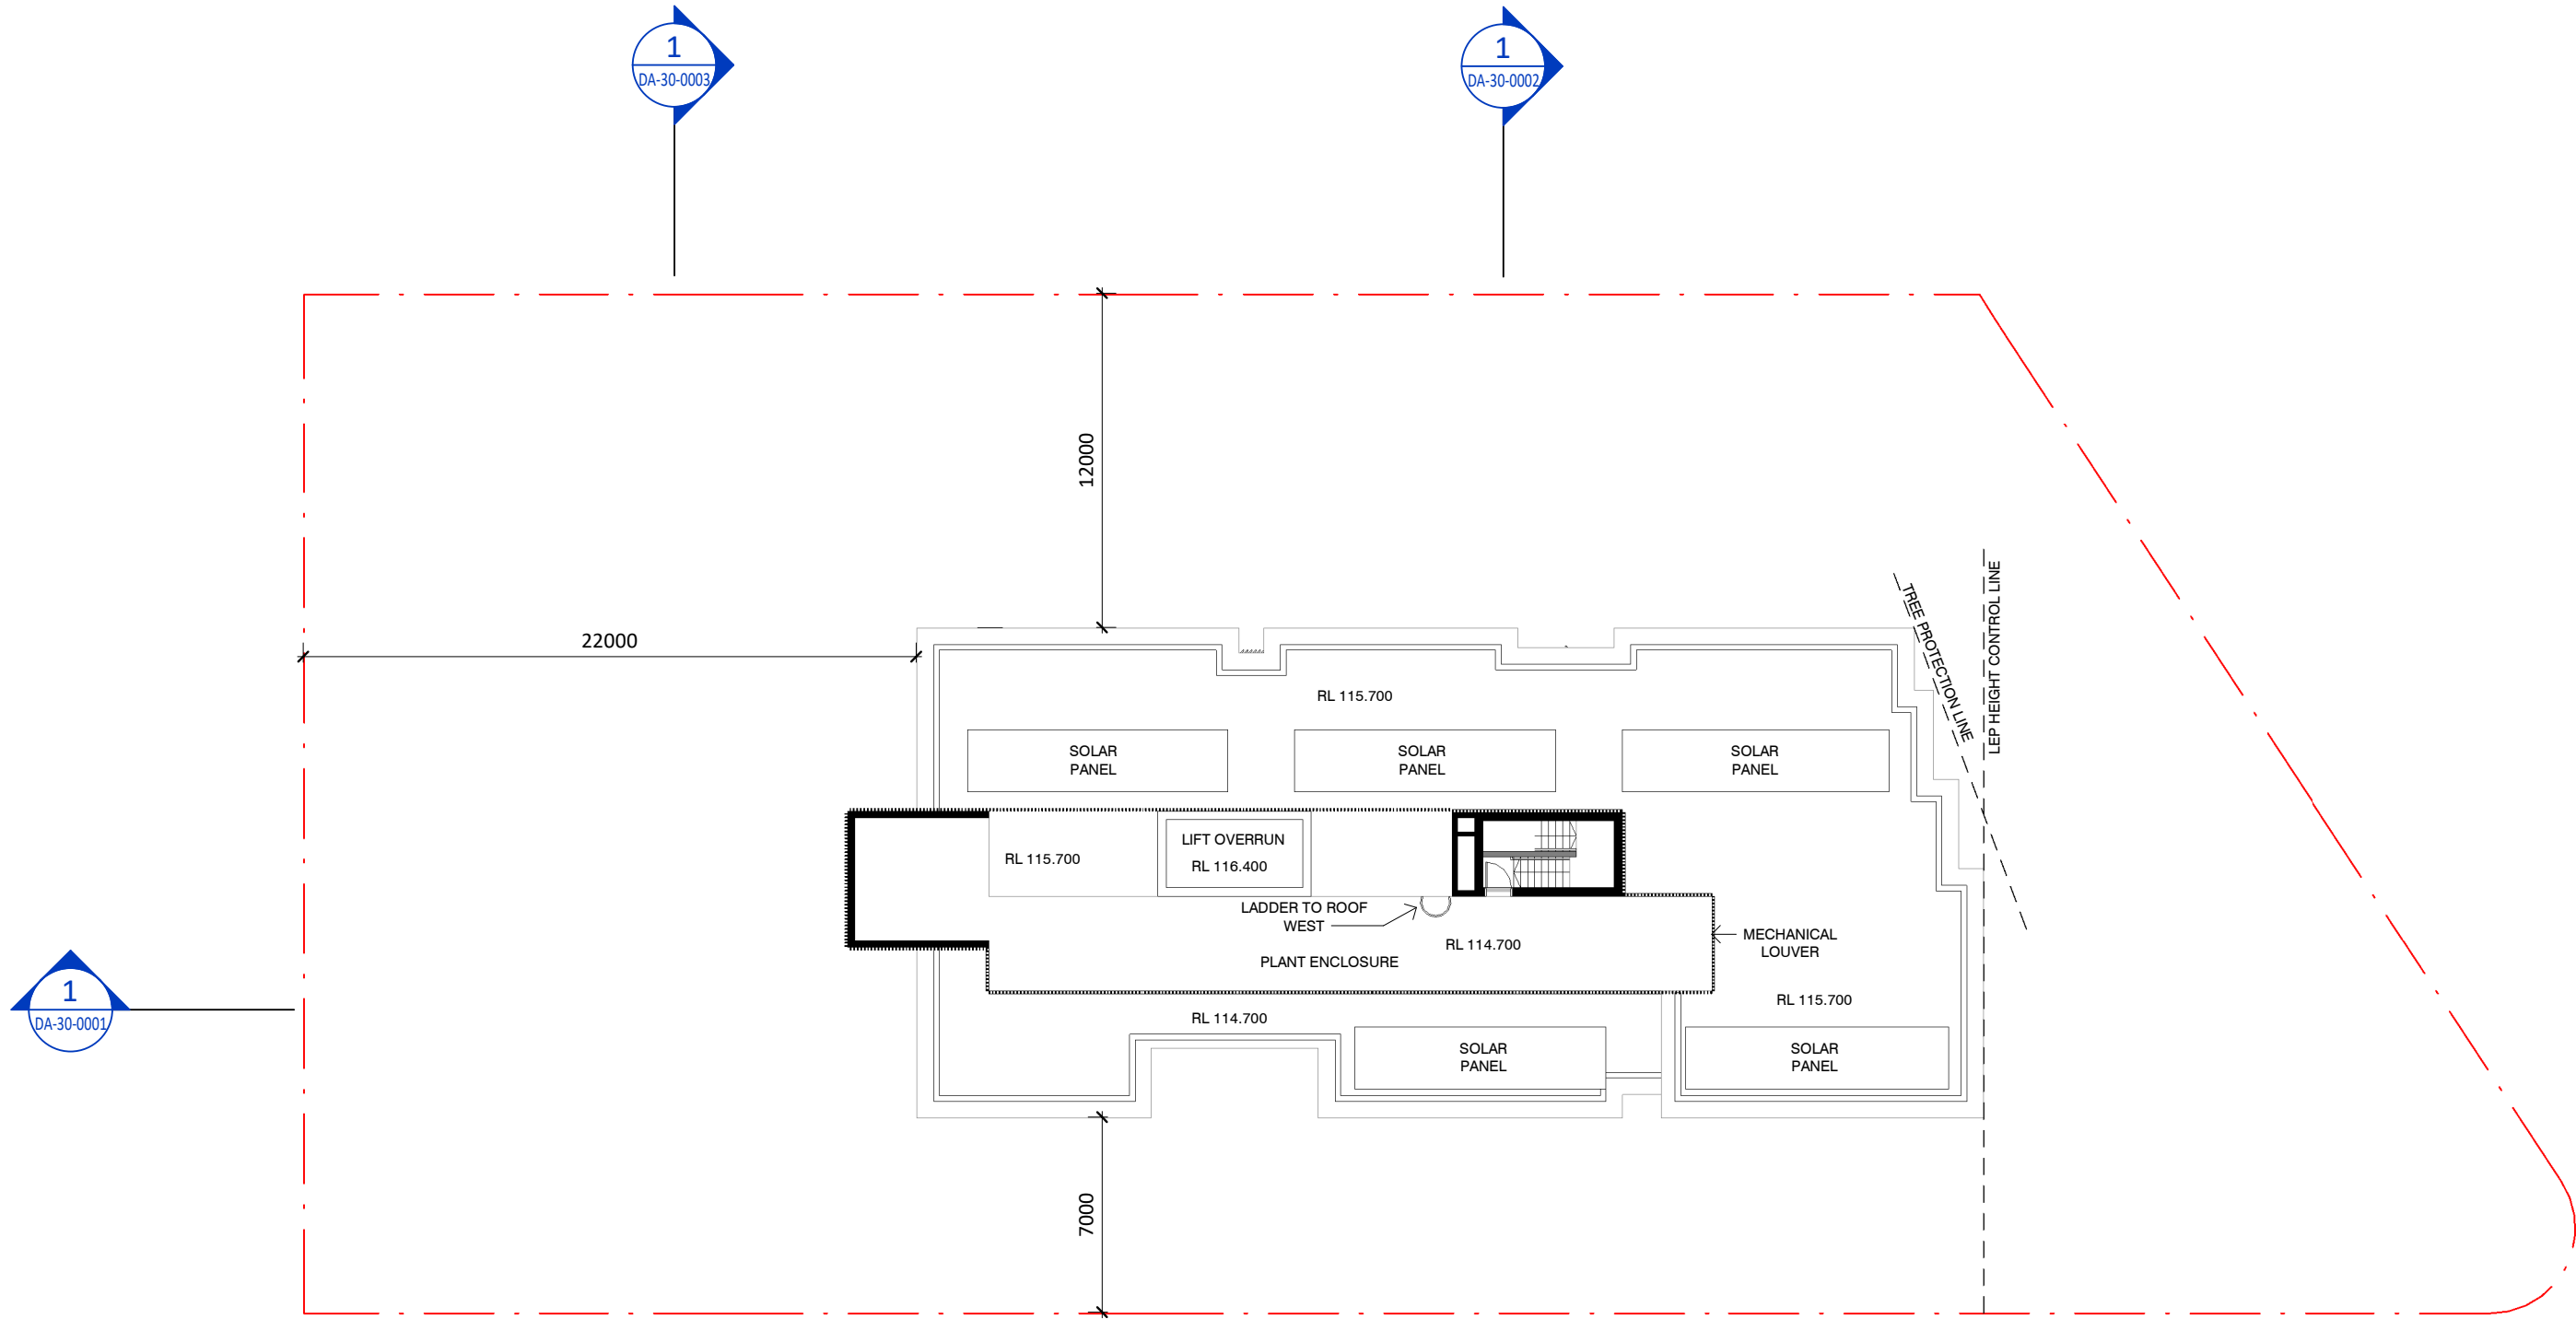 1
DA-30-0003
1
DA-30-0002
12000
22000
TREE PROTECTION LINE
LEP HEIGHT CONTROL LINE
RL 115.700
SOLAR
PANEL
SOLAR
PANEL
SOLAR
PANEL
LIFT OVERRUN
RL 116.400
RL 115.700
LADDER TO ROOF
WEST
RL 114.700
PLANT ENCLOSURE
MECHANICAL
LOUVER
1
DA-30-0001
RL 115.700
RL 114.700
SOLAR
PANEL
SOLAR
PANEL
7000